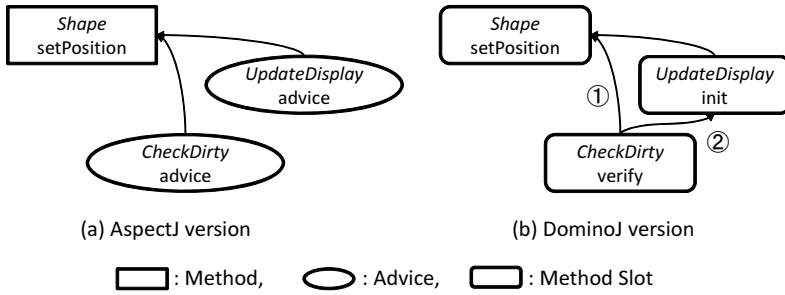 Shape
setPosition
UpdateDisplay
advice
CheckDirty
advice
(a) AspectJ version
Shape
setPosition
UpdateDisplay
init
①
②
CheckDirty
verify
(b) DominoJ version
: Method, : Advice, : Method Slot